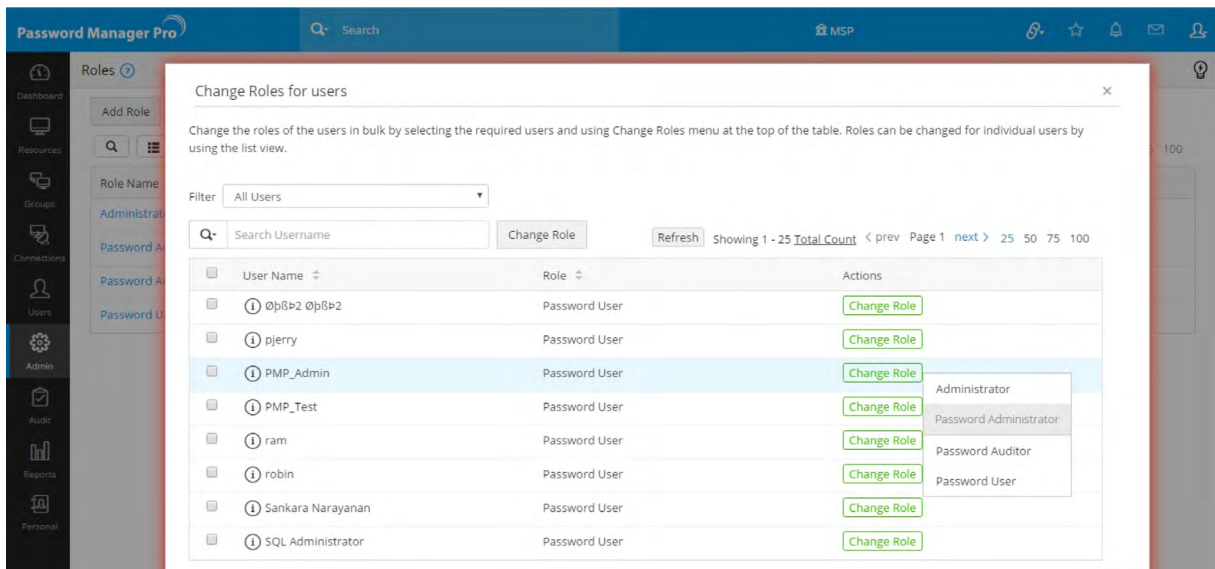 Password Manager Pro
Search
MSP
Dashboard
Resources
Groups
Connections
Users
Admin
Audit
Reports
Personal
Roles ?
Add Role
Role Name
Administrat
Password A
Password A
Password U
100
Change Roles for users ×
Change the roles of the users in bulk by selecting the required users and using Change Roles menu at the top of the table. Roles can be changed for individual users by
using the list view.
Filter All Users
Search Username Change Role Refresh Showing 1 - 25 Total Count < prev Page 1 next > 25 50 75 100
User Name Role Actions
ØþßÞ2 ØþßÞ2 Password User Change Role
pjerry Password User Change Role
PMP_Admin Password User Change Role
PMP_Test Password User Change Role
ram Password User Change Role
robin Password User Change Role
Sankara Narayanan Password User Change Role
SQL Administrator Password User Change Role
Administrator
Password Administrator
Password Auditor
Password User